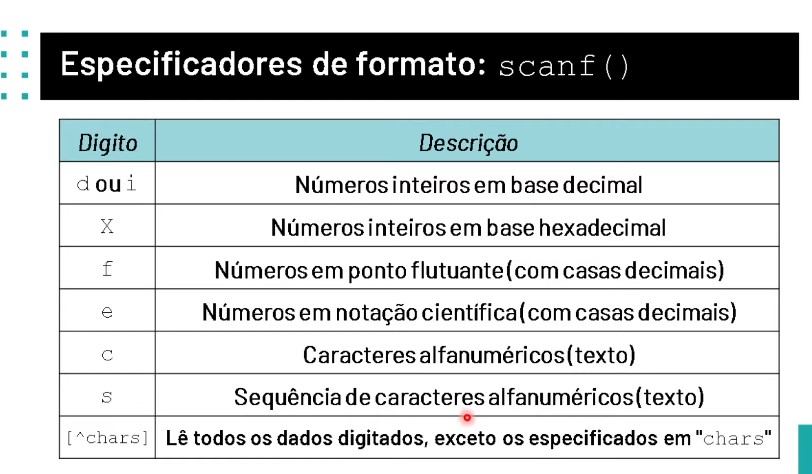 Especificadores de formato: scanf()
Digito Descrição
d ou i Números inteiros em base decimal
X Números inteiros em base hexadecimal
f Números em ponto flutuante (com casas decimais)
e Números em notação científica (com casas decimais)
c Caracteres alfanuméricos (texto)
s Sequência de caracteres alfanuméricos (texto)
[^chars] Lê todos os dados digitados, exceto os especificados em "chars"